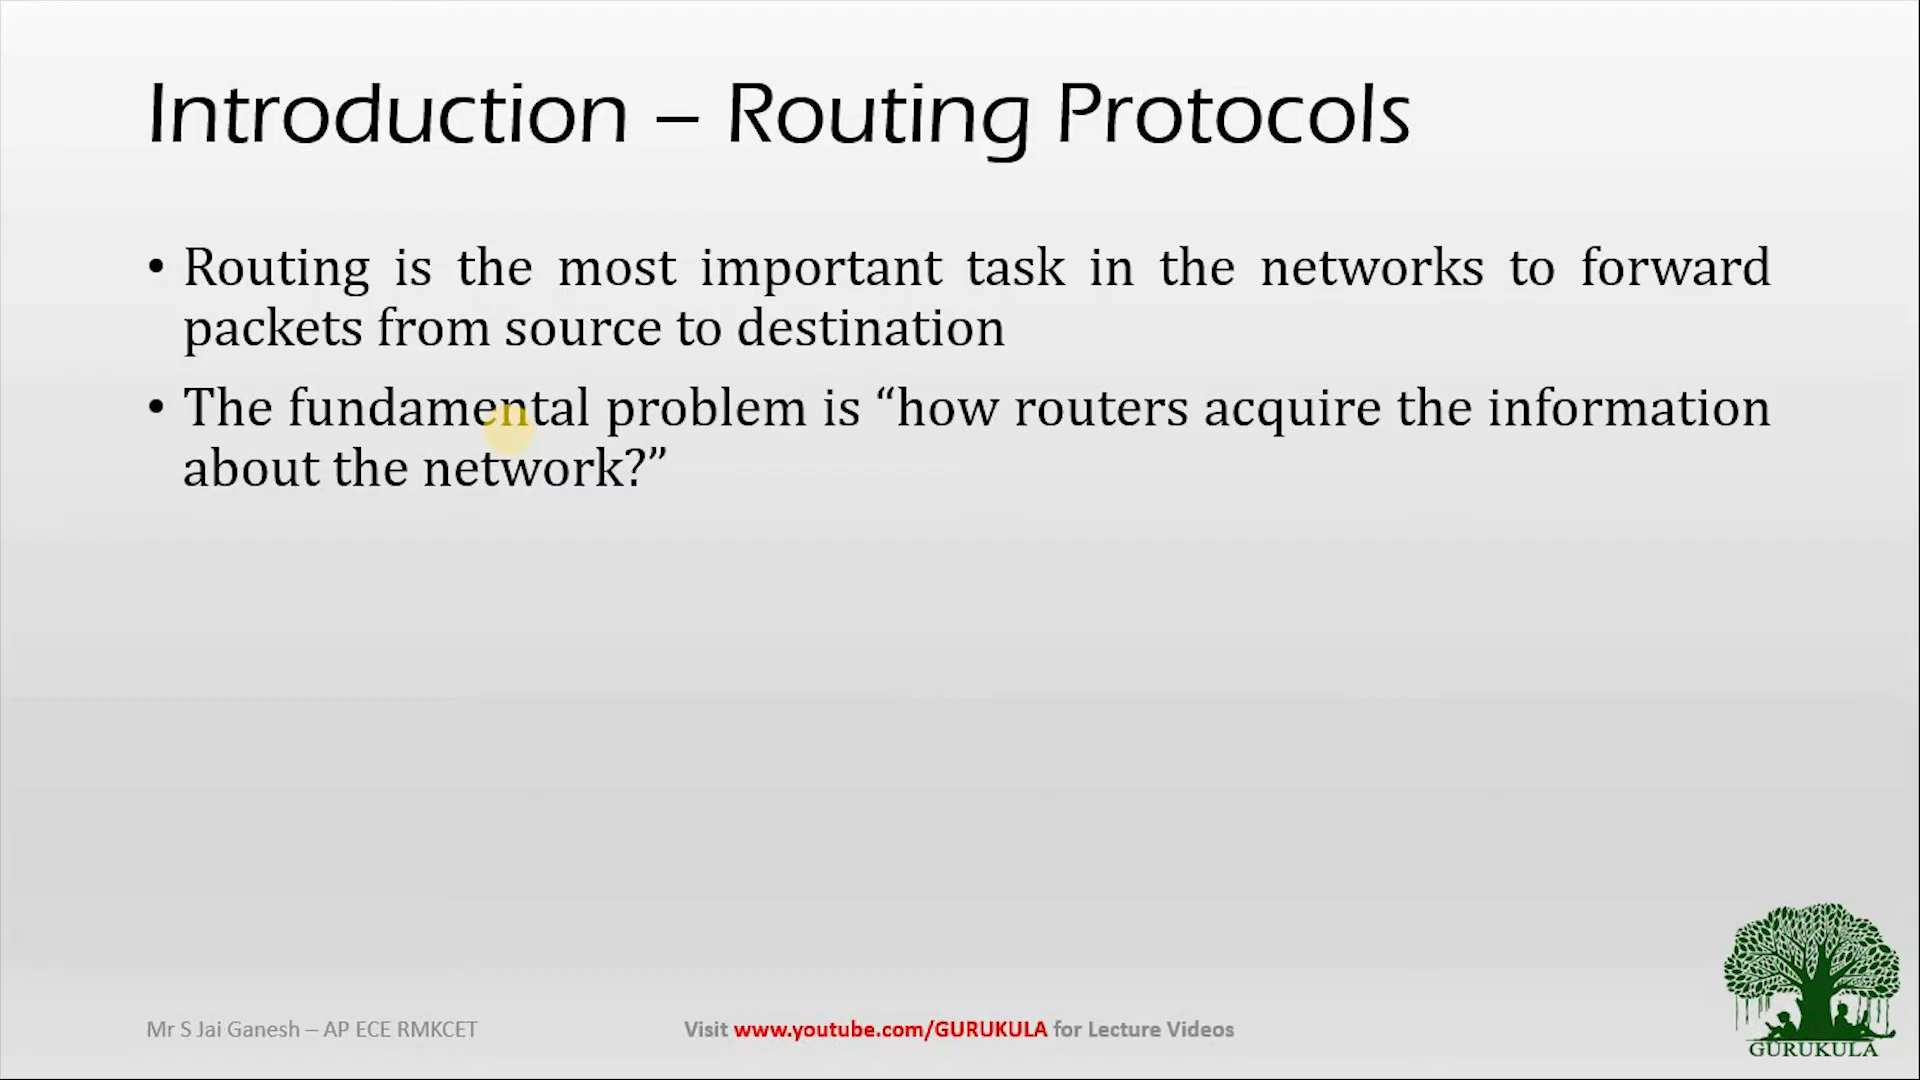 Introduction – Routing Protocols
• Routing is the most important task in the networks to forward
packets from source to destination
• The fundamental problem is “how routers acquire the information
about the network?”
Mr S Jai Ganesh – AP ECE RMKCET
Visit www.youtube.com/GURUKULA for Lecture Videos
GURUKULA